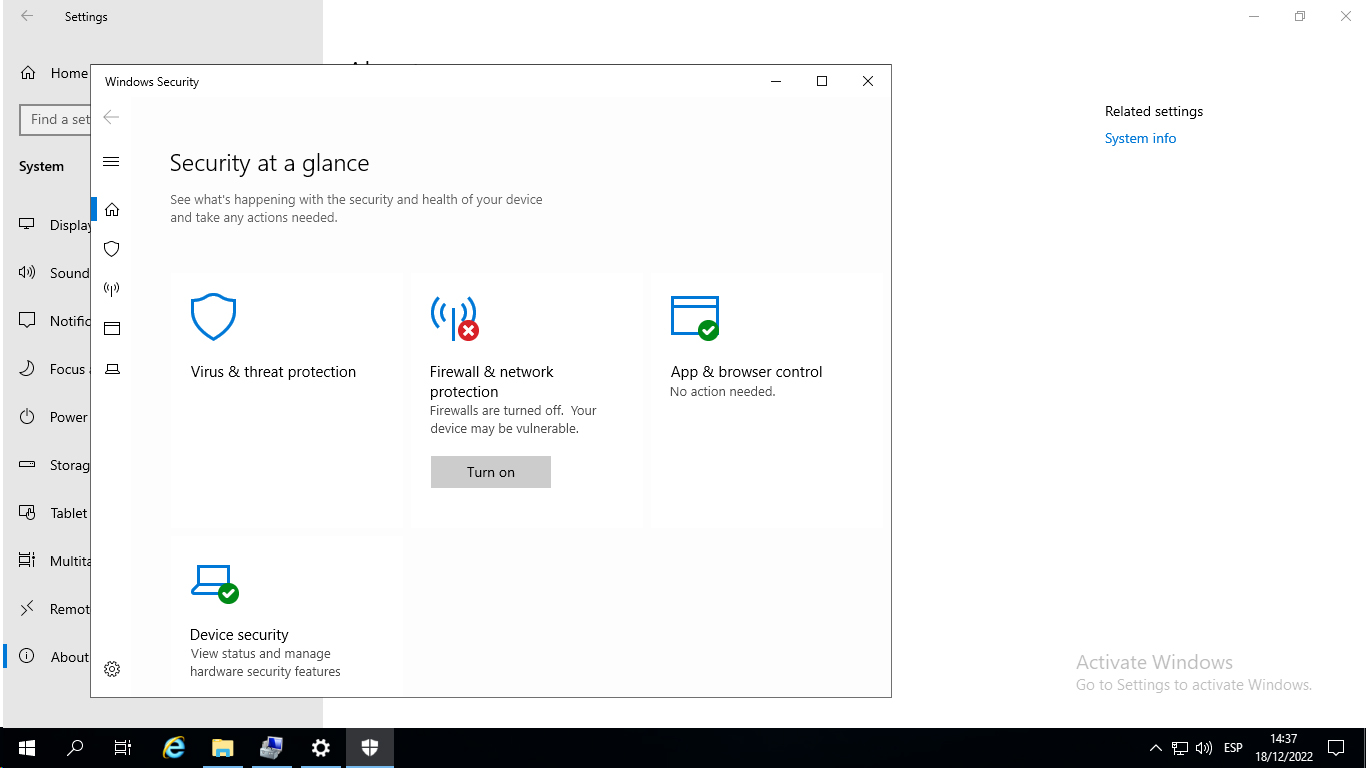 Settings
Home
Find a set
System
Display
Sound
Notific
Focus
Power
Storag
Tablet
Multita
Remot
About
Windows Security
Security at a glance
See what's happening with the security and health of your device
and take any actions needed.
Virus & threat protection
Firewall & network
protection
Firewalls are turned off.  Your
device may be vulnerable.
Turn on
App & browser control
No action needed.
Device security
View status and manage
hardware security features
Related settings
System info
Activate Windows
Go to Settings to activate Windows.
ESP
14:37
18/12/2022